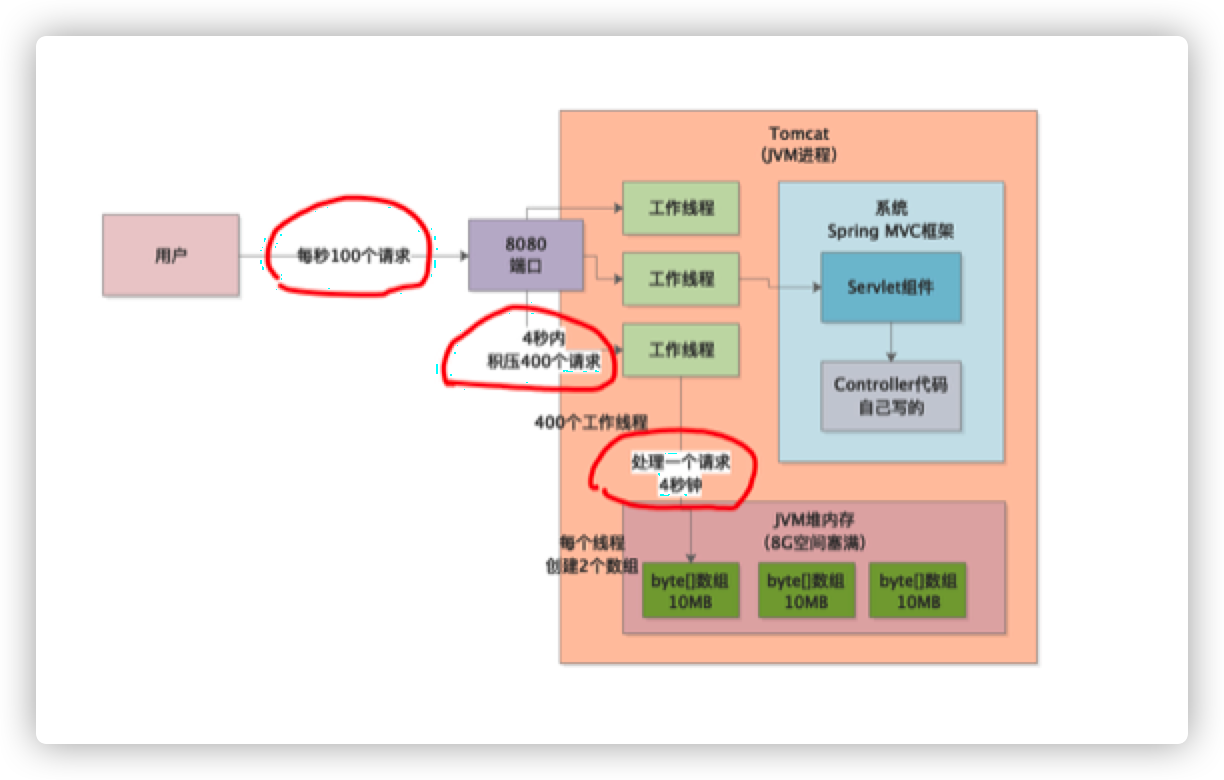 Tomcat
(JVM进程)
用户
每秒100个请求
8080
端口
工作线程
工作线程
工作线程
系统
Spring MVC框架
Servlet组件
Controller代码
自己写的
4秒内
积压400个请求
400个工作线程
处理一个请求
4秒钟
每个线程
创建2个数组
JVM堆内存
(8G空间塞满)
byte[]数组
10MB
byte[]数组
10MB
byte[]数组
10MB